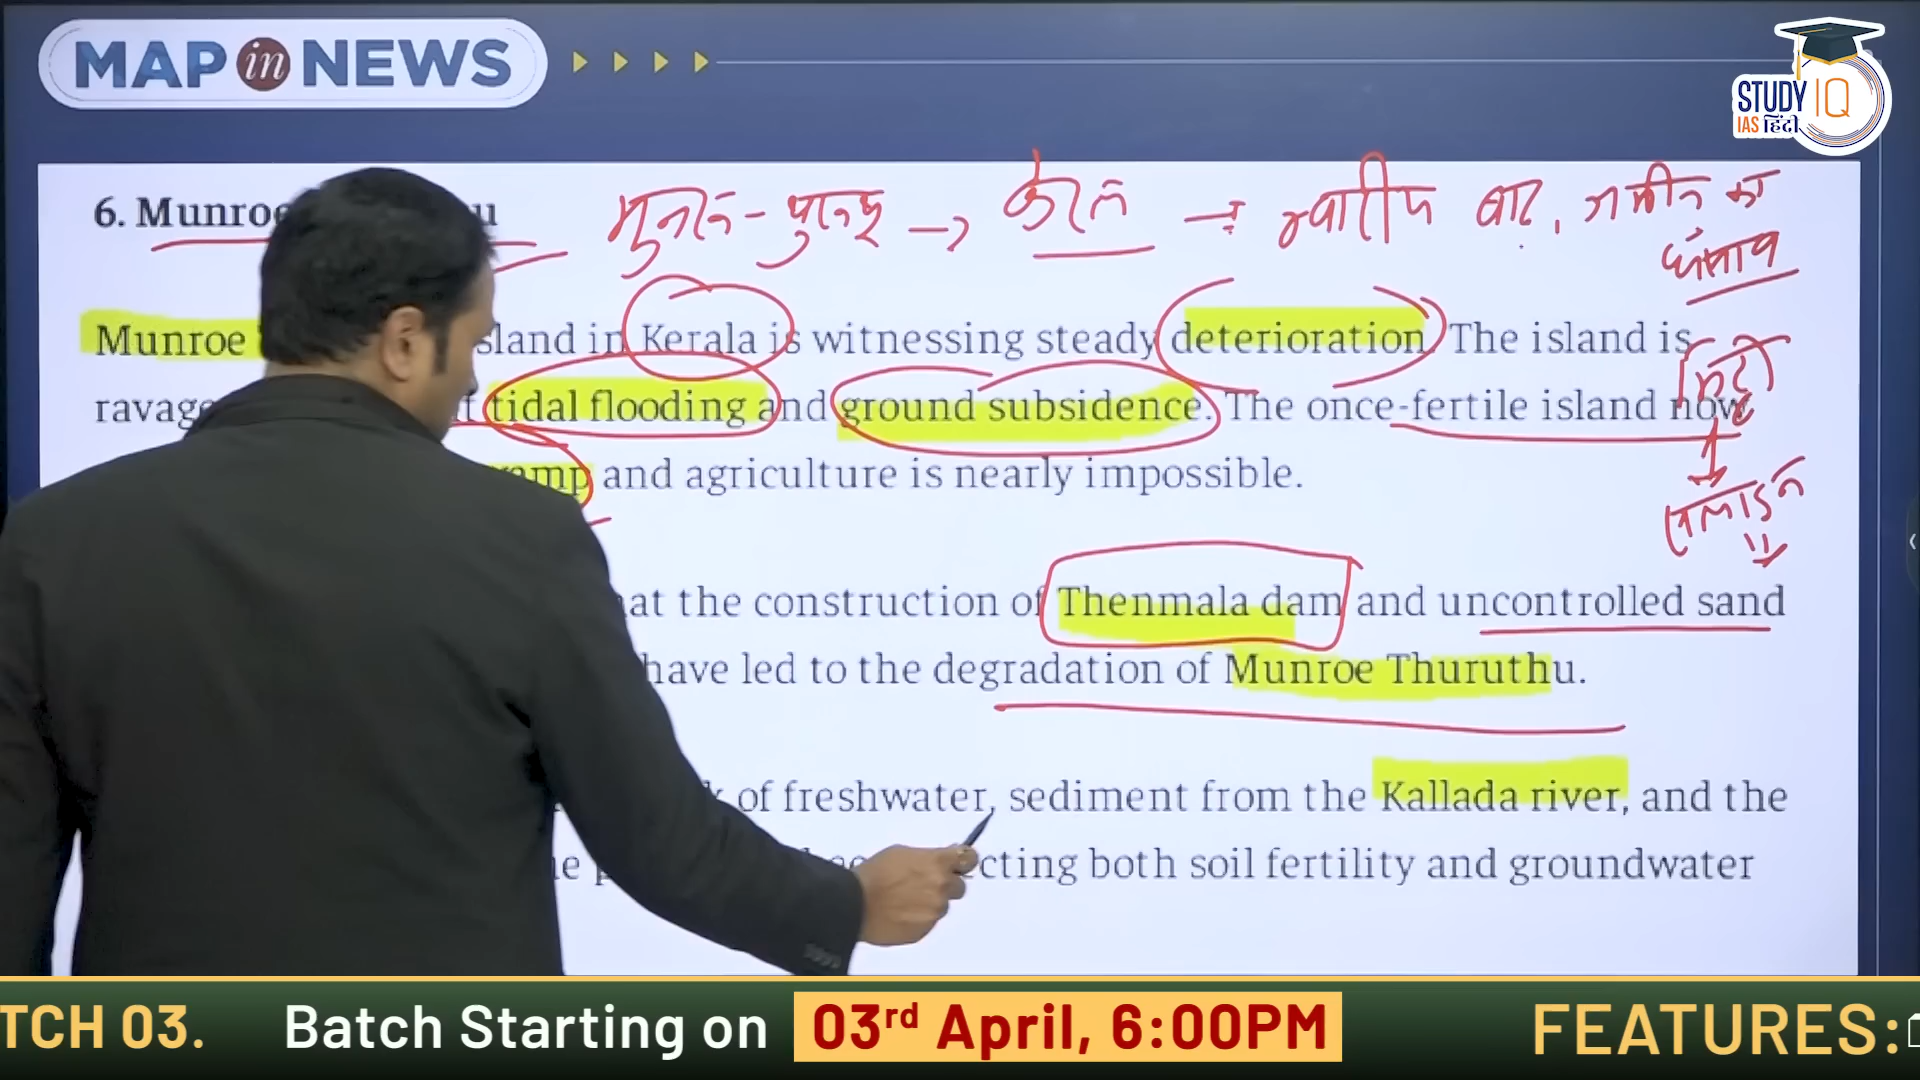 MAP in NEWS
STUDY IQ
IAS हिंदी
6. Munroe
केरल → ज्वारीय बाढ़, जमीन का
धंसाव
Munroe sland in Kerala is witnessing steady deterioration The island is
tidal flooding and ground subsidence. The once-fertile island now
मिट्टी
and agriculture is nearly impossible.
at the construction of Thenmala dam and uncontrolled sand
have led to the degradation of Munroe Thuruthu.
of freshwater, sediment from the Kallada river, and the
cting both soil fertility and groundwater
TCH 03. Batch Starting on 03rd April, 6:00PM FEATURES: